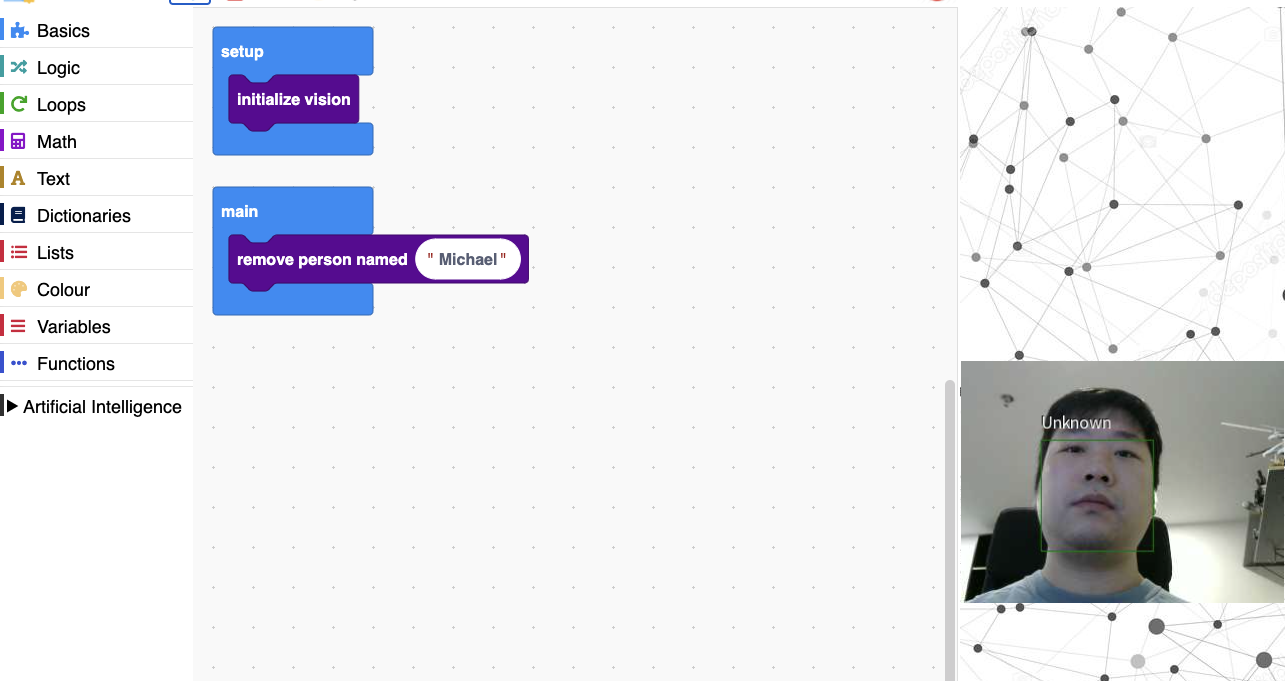 Basics
Logic
Loops
Math
Text
Dictionaries
Lists
Colour
Variables
Functions
Artificial Intelligence
setup
initialize vision
main
remove person named " Michael "
Unknown